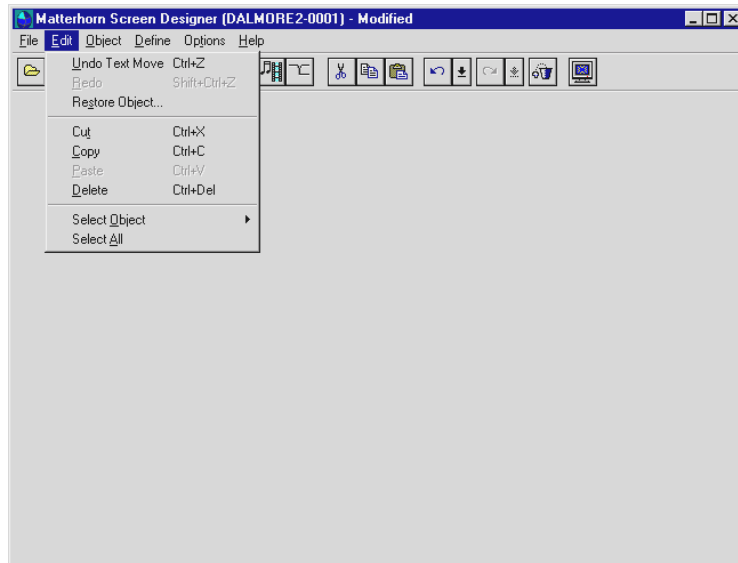 Matterhorn Screen Designer (DALMORE2-0001) - Modified
File Edit Object Define Options Help
Undo Text Move Ctrl+Z
Redo Shift+Ctrl+Z
Restore Object...
Cut Ctrl+X
Copy Ctrl+C
Paste Ctrl+V
Delete Ctrl+Del
Select Object
Select All